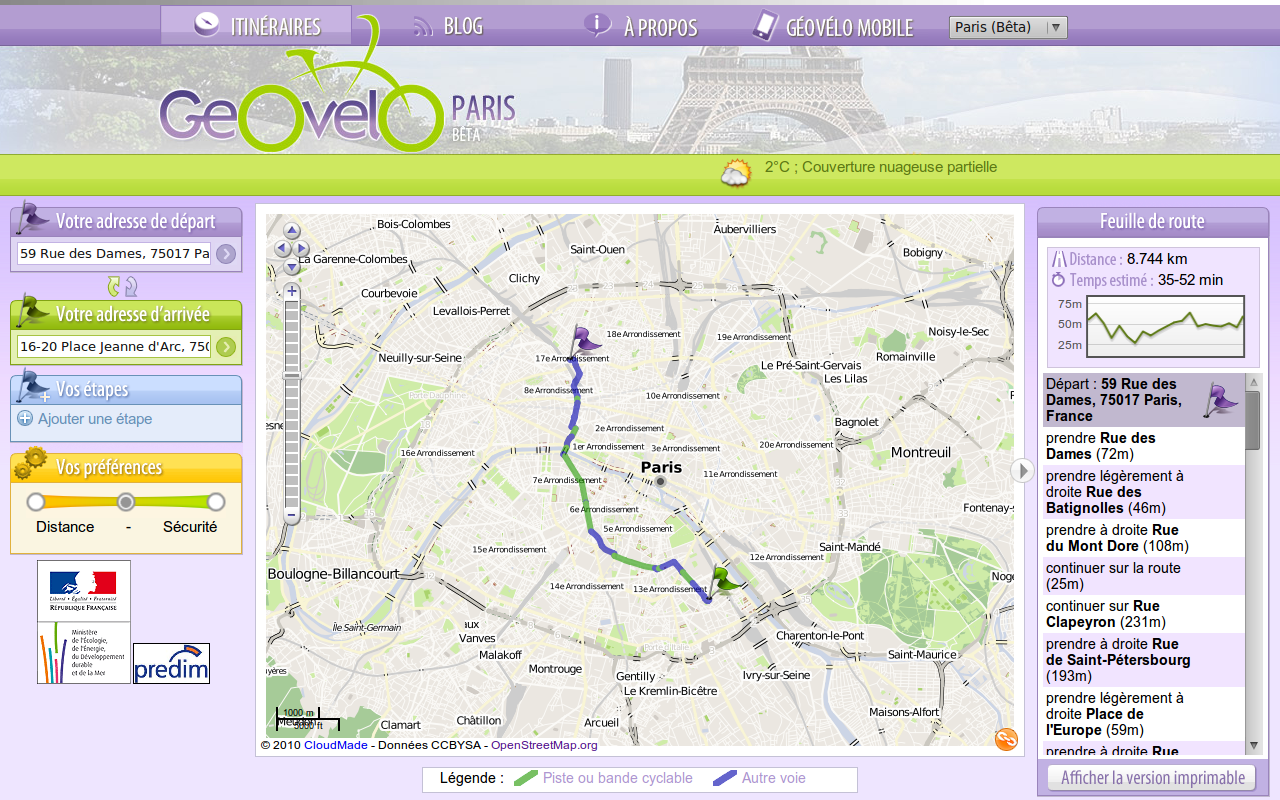 ITINÉRAIRES
BLOG
À PROPOS
GÉOVÉLO MOBILE
Paris (Bêta)
GeOvelO PARIS
BÊTA
2°C ; Couverture nuageuse partielle
Votre adresse de départ
59 Rue des Dames, 75017 Pa
Votre adresse d'arrivée
16-20 Place Jeanne d'Arc, 750
Vos étapes
Ajouter une étape
Vos préférences
Distance - Sécurité
Liberté • Égalité • Fraternité
RÉPUBLIQUE FRANÇAISE
Ministère
de l'Écologie,
de l'Énergie,
du Développement
durable
et de la Mer
predim
Bois-Colombes
Aubervilliers
Saint-Ouen
Bobigny
La Garenne-Colombes
Clichy
Courbevoie
Levallois-Perret
Noisy-le-Sec
18e Arrondissement
19e Arrondissement
Neuilly-sur-Seine
17e Arrondissement
Romainville
Le Pré-Saint-Gervais
Les Lilas
8e Arrondissement
Porte Dauphine
10e Arrondissement
Bagnolet
2e Arrondissement
1er Arrondissement
3e Arrondissement
20e Arrondissement
16e Arrondissement
Montreuil
Paris
7e Arrondissement
11e Arrondissement
6e Arrondissement
Fontenay-s
5e Arrondissement
15e Arrondissement
Saint-Mandé
12e Arrondissement
Boulogne-Billancourt
14e Arrondissement
13e Arrondissement
Nog
Île Saint-Germain
Vanves
Charenton-le-Pont
Malakoff
Porte d'Italie
Saint-Maurice
Montrouge
Gentilly
Ivry-sur-Seine
Le Kremlin-Bicêtre
Maisons-Alfort
1000 m
5000 ft
Meudon
Clamart
Châtillon
Arcueil
© 2010 CloudMade - Données CCBYSA - OpenStreetMap.org
Légende : Piste ou bande cyclable Autre voie
Feuille de route
Distance : 8.744 km
Temps estimé : 35-52 min
75m
50m
25m
Départ : 59 Rue des
Dames, 75017 Paris,
France
prendre Rue des
Dames (72m)
prendre légèrement à
droite Rue des
Batignolles (46m)
prendre à droite Rue
du Mont Dore (108m)
continuer sur la route
(25m)
continuer sur Rue
Clapeyron (231m)
prendre à droite Rue
de Saint-Pétersbourg
(193m)
prendre légèrement à
droite Place de
l'Europe (59m)
prendre à droite Rue
Afficher la version imprimable